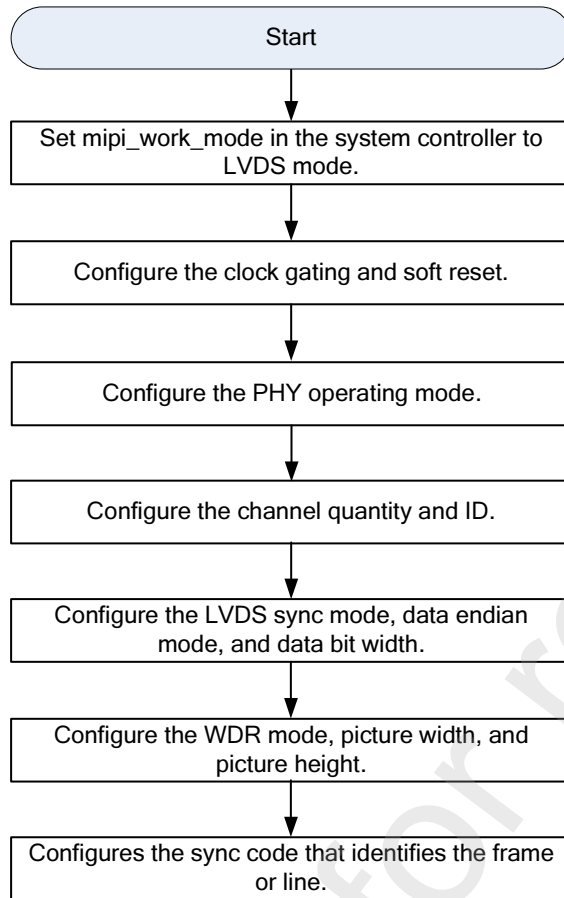 Start
Set mipi_work_mode in the system controller to
LVDS mode.
Configure the clock gating and soft reset.
Configure the PHY operating mode.
Configure the channel quantity and ID.
Configure the LVDS sync mode, data endian
mode, and data bit width.
Configure the WDR mode, picture width, and
picture height.
Configures the sync code that identifies the frame
or line.
for r